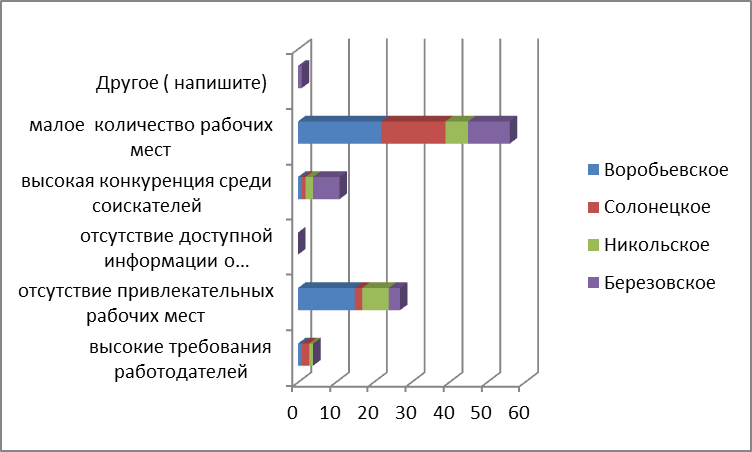 Другое ( напишите)
малое  количество рабочих
мест
высокая конкуренция среди
соискателей
отсутствие доступной
информации о...
отсутствие привлекательных
рабочих мест
высокие требования
работодателей
0 10 20 30 40 50 60
Воробьевское
Солонецкое
Никольское
Березовское